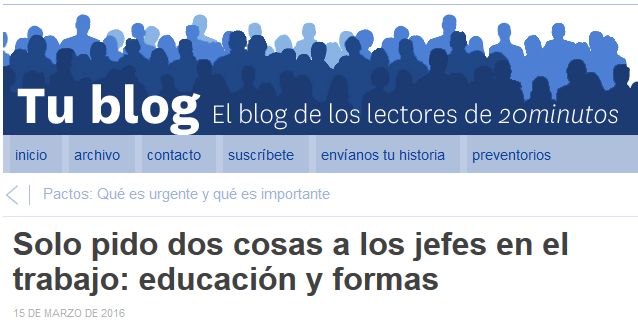 Tu blog El blog de los lectores de 20minutos
inicio archivo contacto suscríbete envíanos tu historia preventorios
Pactos: Qué es urgente y qué es importante
Solo pido dos cosas a los jefes en el
trabajo: educación y formas
15 DE MARZO DE 2016